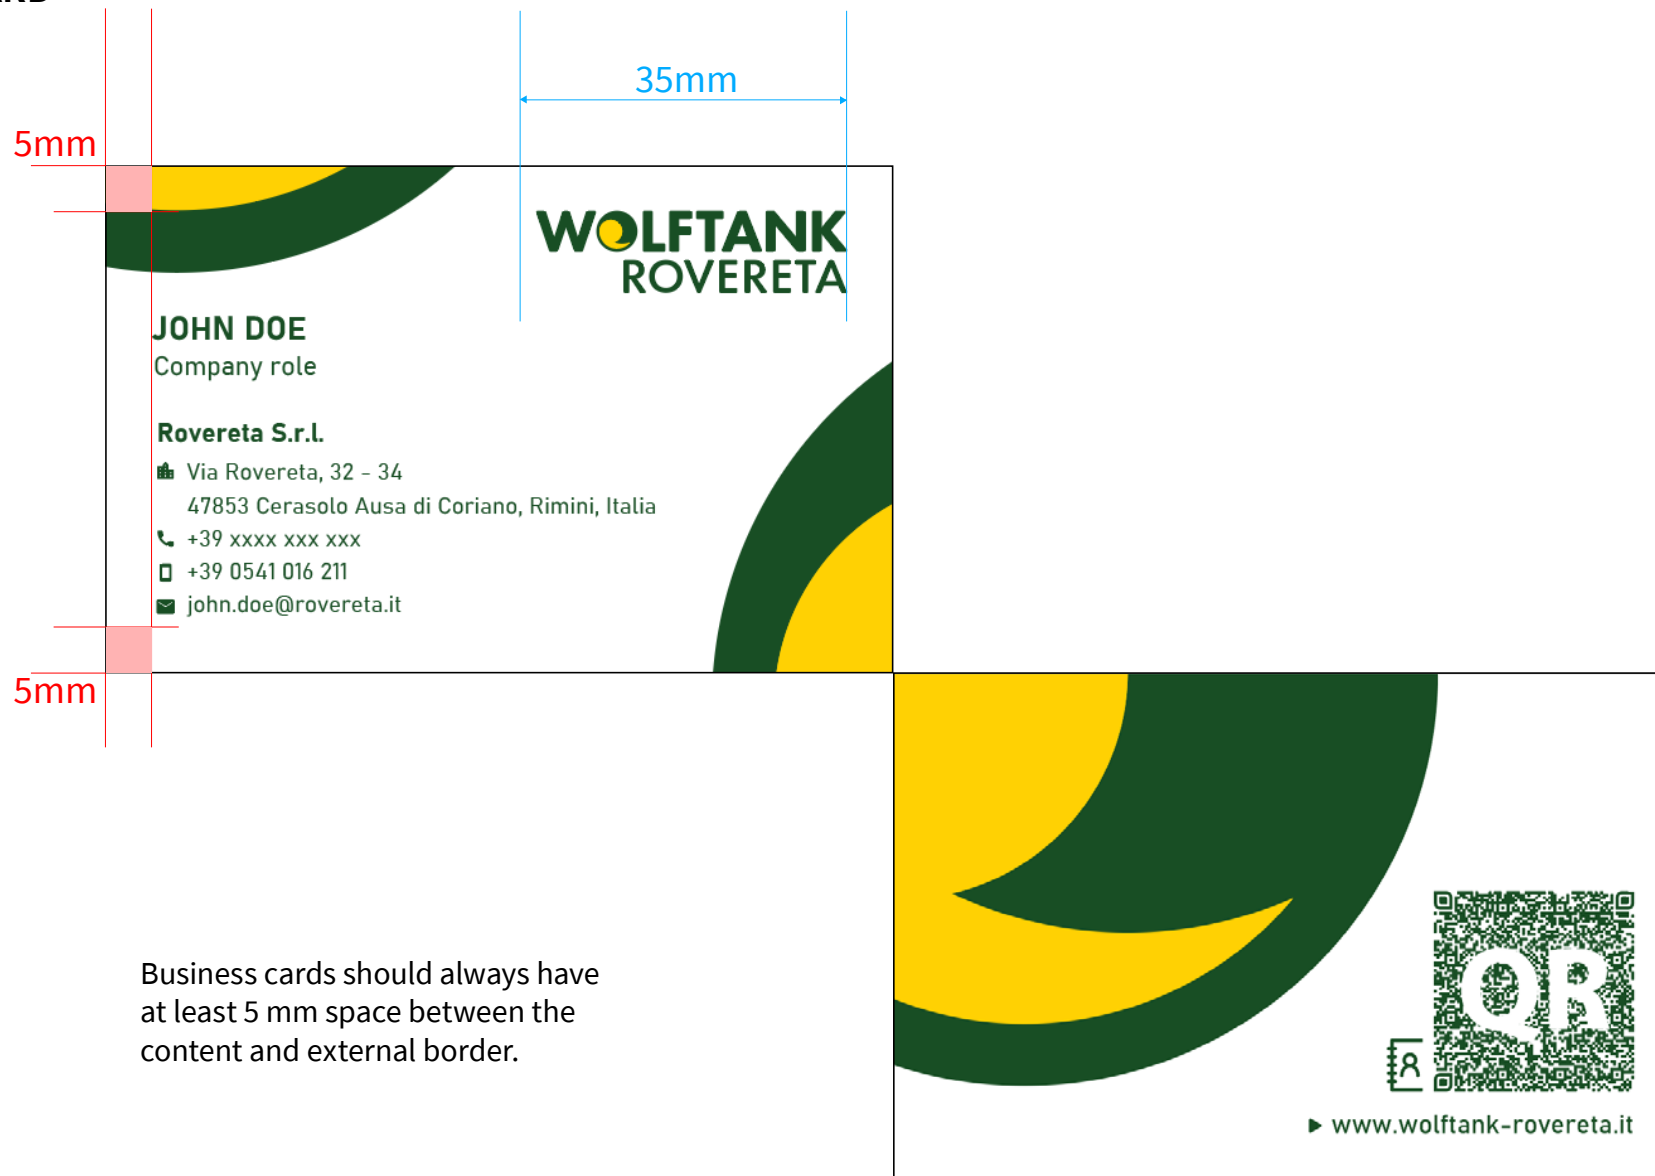 35mm
5mm
WOLFTANK
ROVERETA
JOHN DOE
Company role
Rovereta S.r.l.
Via Rovereta, 32 - 34
47853 Cerasolo Ausa di Coriano, Rimini, Italia
+39 xxxx xxx xxx
+39 0541 016 211
john.doe@rovereta.it
5mm
Business cards should always have
at least 5 mm space between the
content and external border.
QR
www.wolftank-rovereta.it